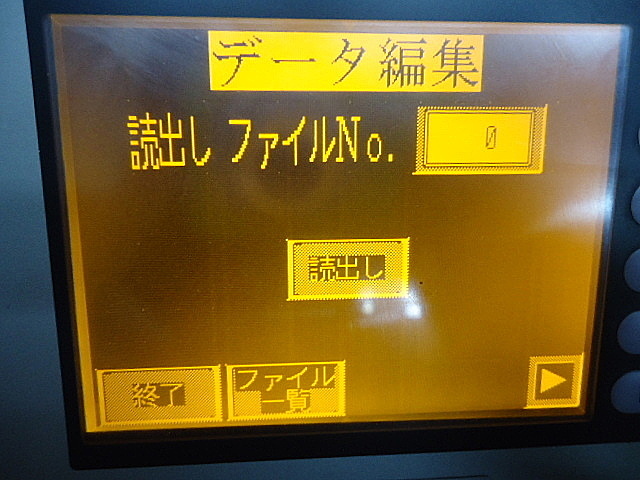 データ編集
読出し ファイルNo. 0
読出し
終了
ファイル
一覧